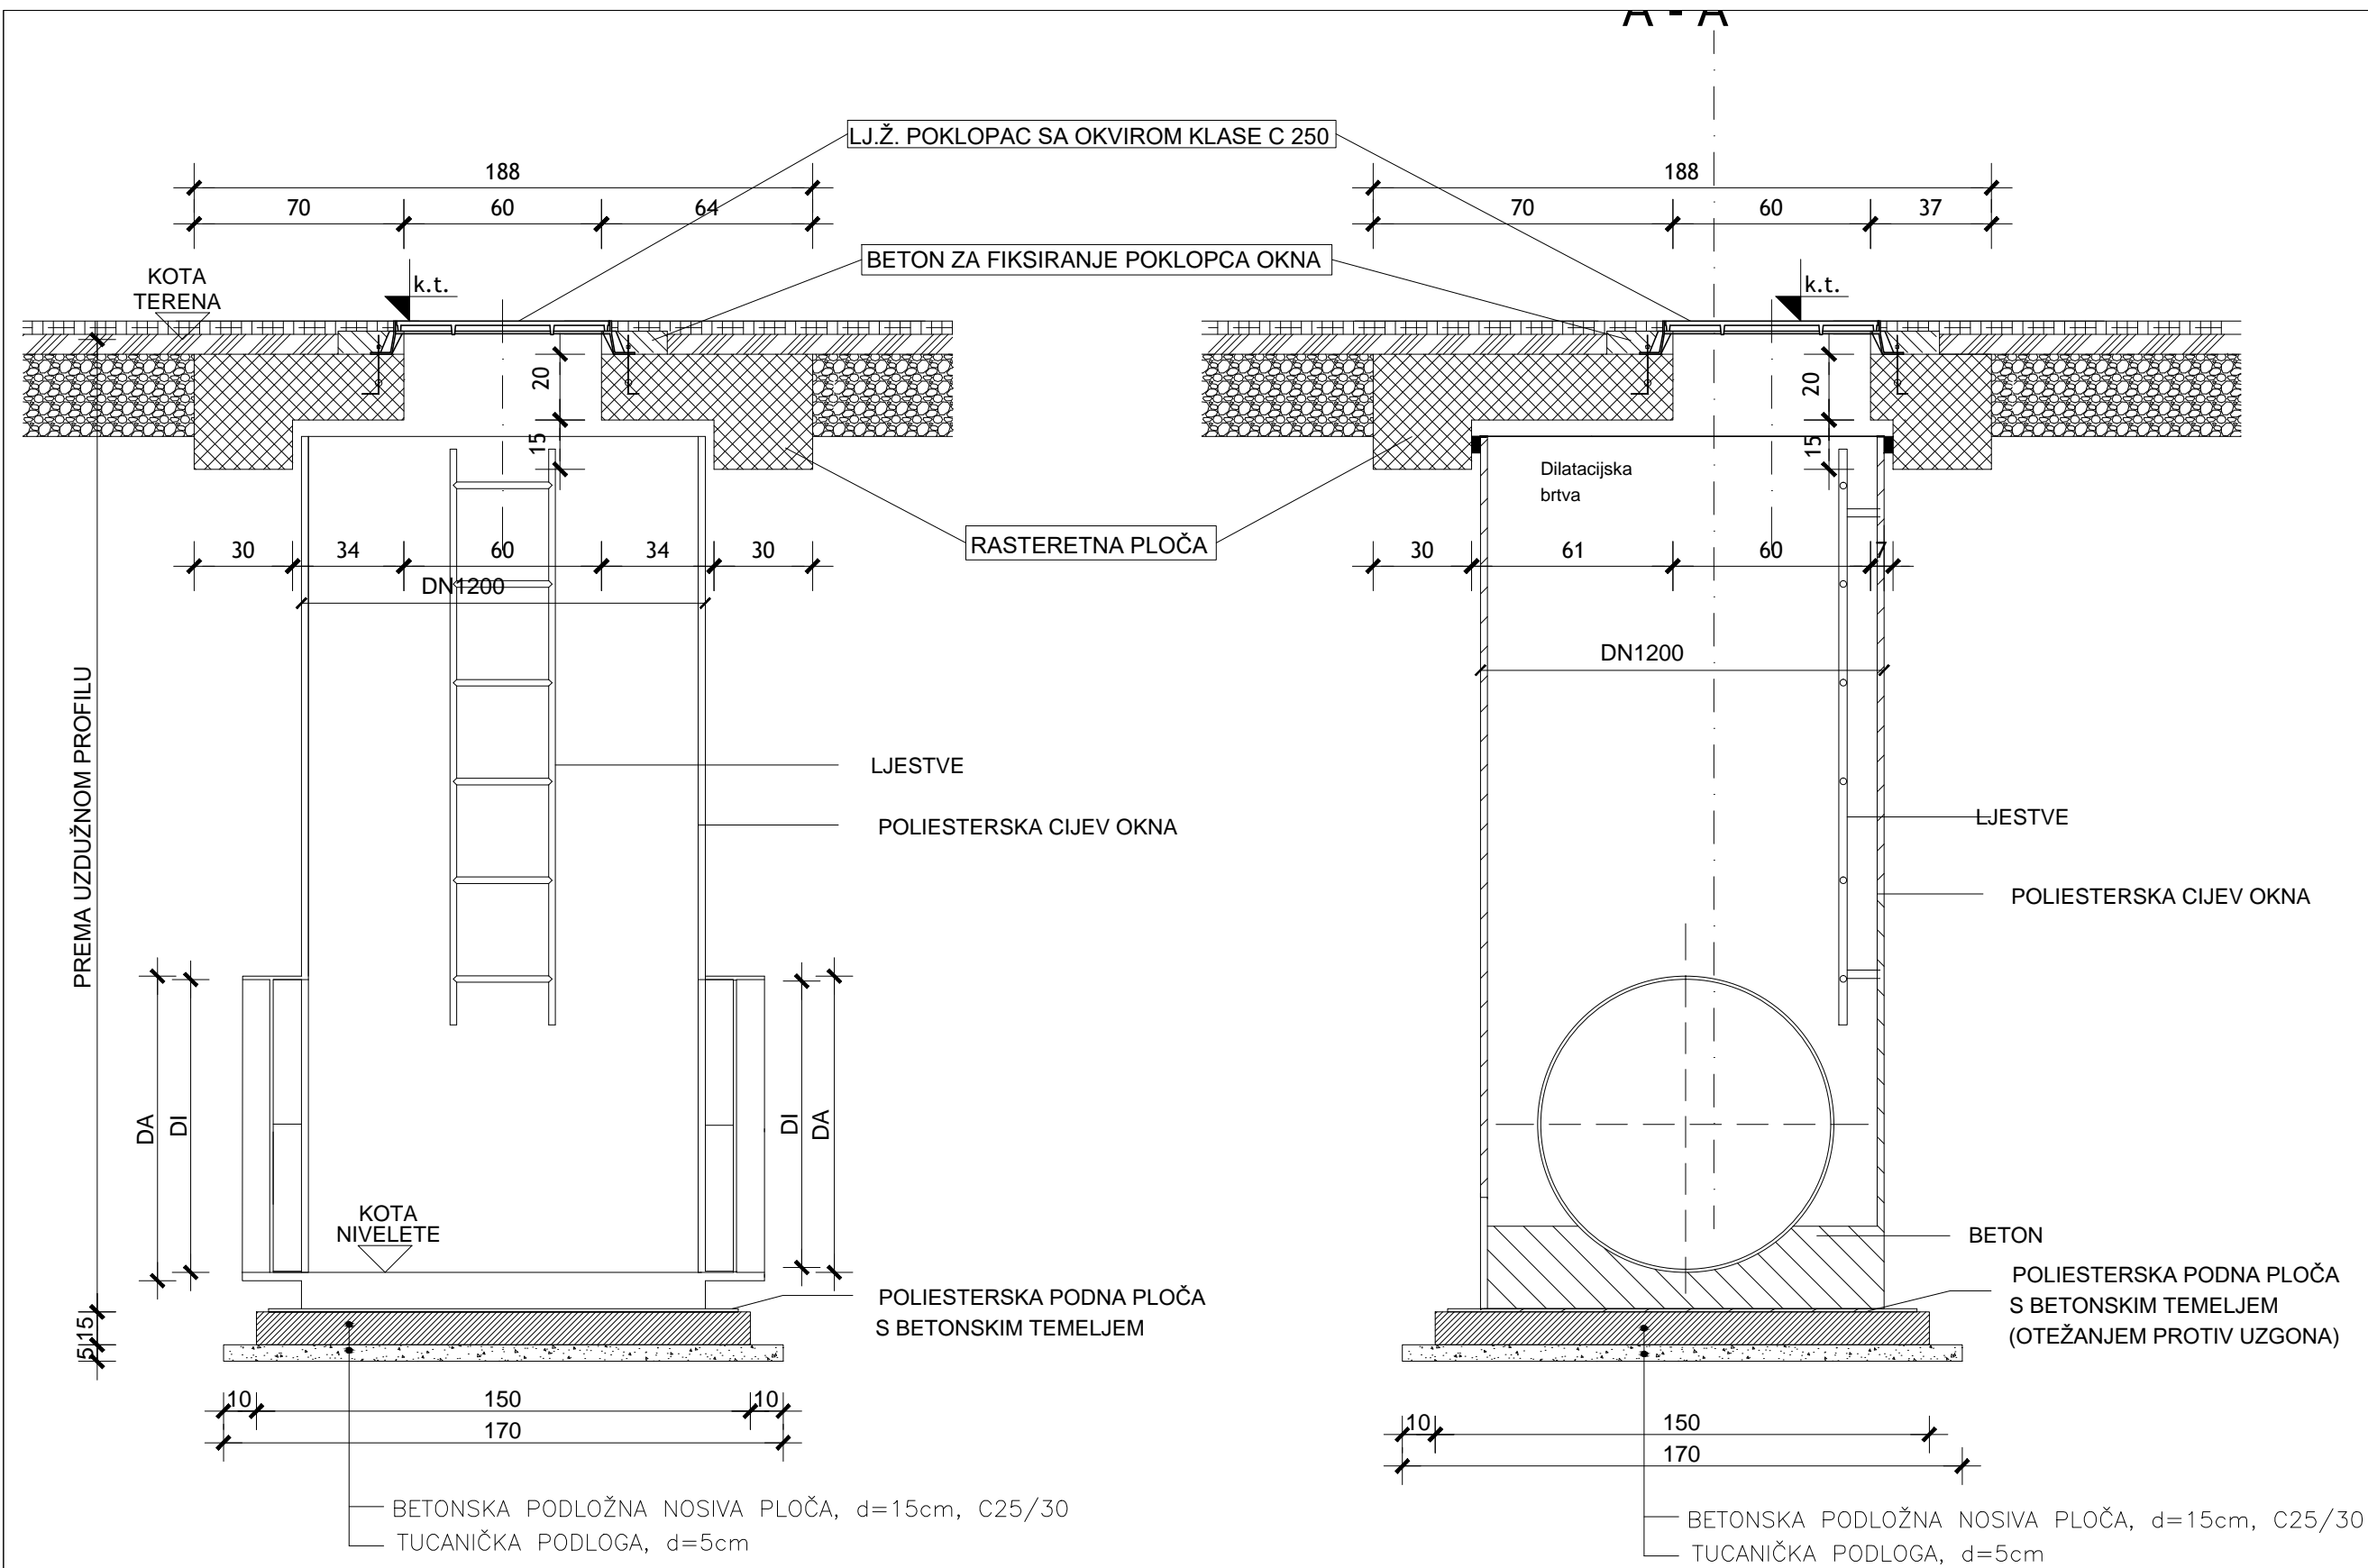 A - A
LJ.Ž. POKLOPAC SA OKVIROM KLASE C 250
188
188
70 60 64
70 60 37
BETON ZA FIKSIRANJE POKLOPCA OKNA
KOTA
TERENA
k.t.
k.t.
20
15
20
15
Dilatacijska
brtva
RASTERETNA PLOČA
30 34 60 34 30
30 61 60 7
DN1200
DN1200
PREMA UZDUŽNOM PROFILU
LJESTVE
POLIESTERSKA CIJEV OKNA
LJESTVE
POLIESTERSKA CIJEV OKNA
DA
DI
DI
DA
KOTA
NIVELETE
BETON
POLIESTERSKA PODNA PLOČA
S BETONSKIM TEMELJEM
POLIESTERSKA PODNA PLOČA
S BETONSKIM TEMELJEM
(OTEŽANJEM PROTIV UZGONA)
15
5
10 150 10
170
10 150
170
BETONSKA PODLOŽNA NOSIVA PLOČA, d=15cm, C25/30
TUCANIČKA PODLOGA, d=5cm
BETONSKA PODLOŽNA NOSIVA PLOČA, d=15cm, C25/30
TUCANIČKA PODLOGA, d=5cm